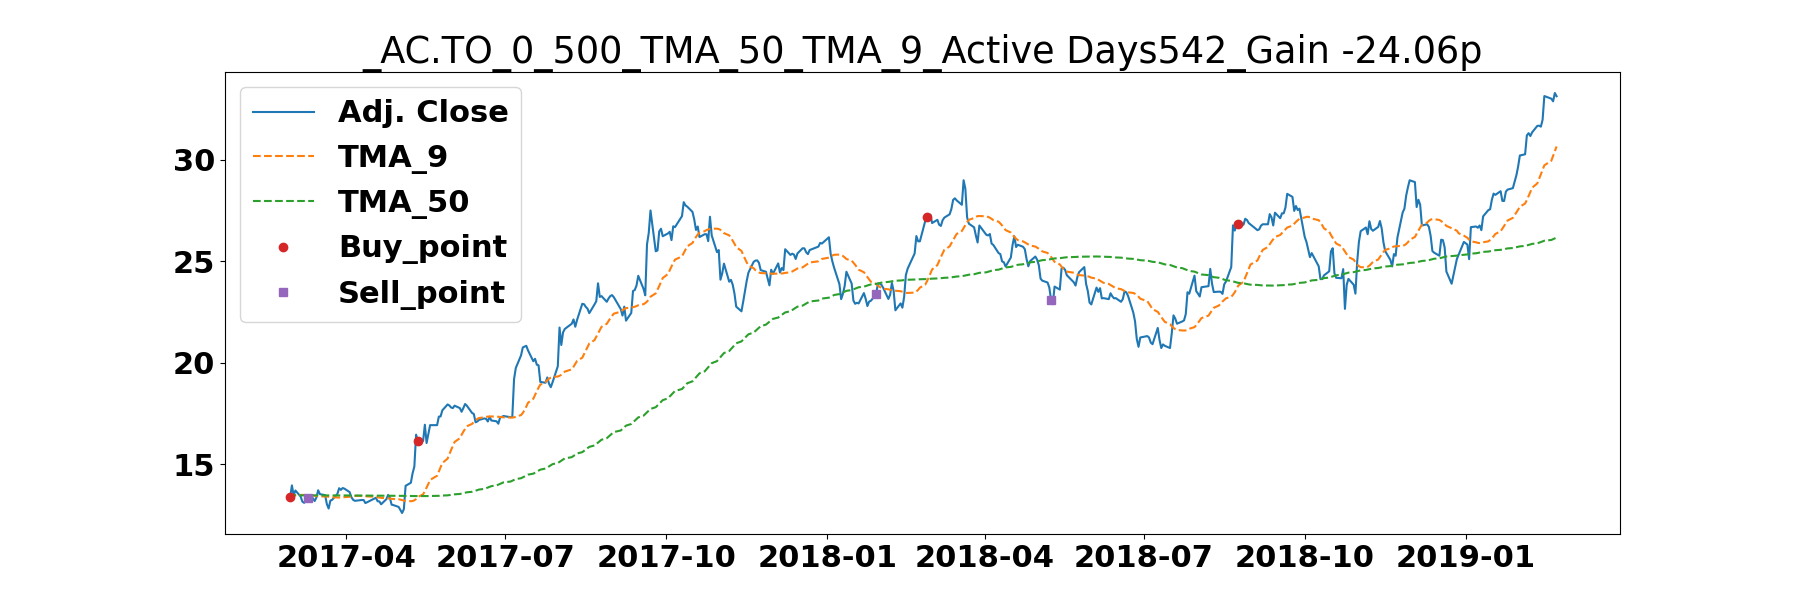 _AC.TO_0_500_TMA_50_TMA_9_Active Days542_Gain -24.06p
Adj. Close
TMA_9
TMA_50
Buy_point
Sell_point
30
25
20
15
2017-04 2017-07 2017-10 2018-01 2018-04 2018-07 2018-10 2019-01